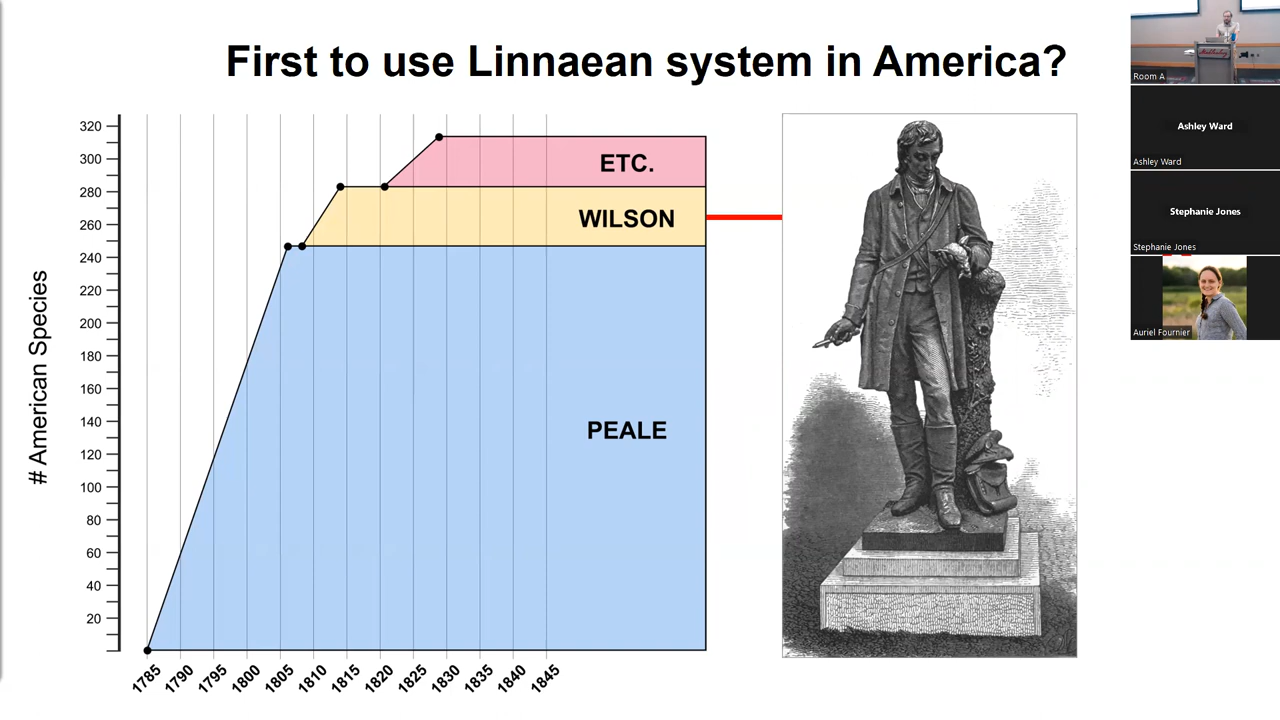 First to use Linnaean system in America?
# American Species
320
300
280
260
240
220
200
180
160
140
120
100
80
60
40
20
ETC.
WILSON
PEALE
1785
1790
1795
1800
1805
1810
1815
1820
1825
1830
1835
1840
1845
Room A
Ashley Ward
Ashley Ward
Stephanie Jones
Stephanie Jones
Auriel Fournier